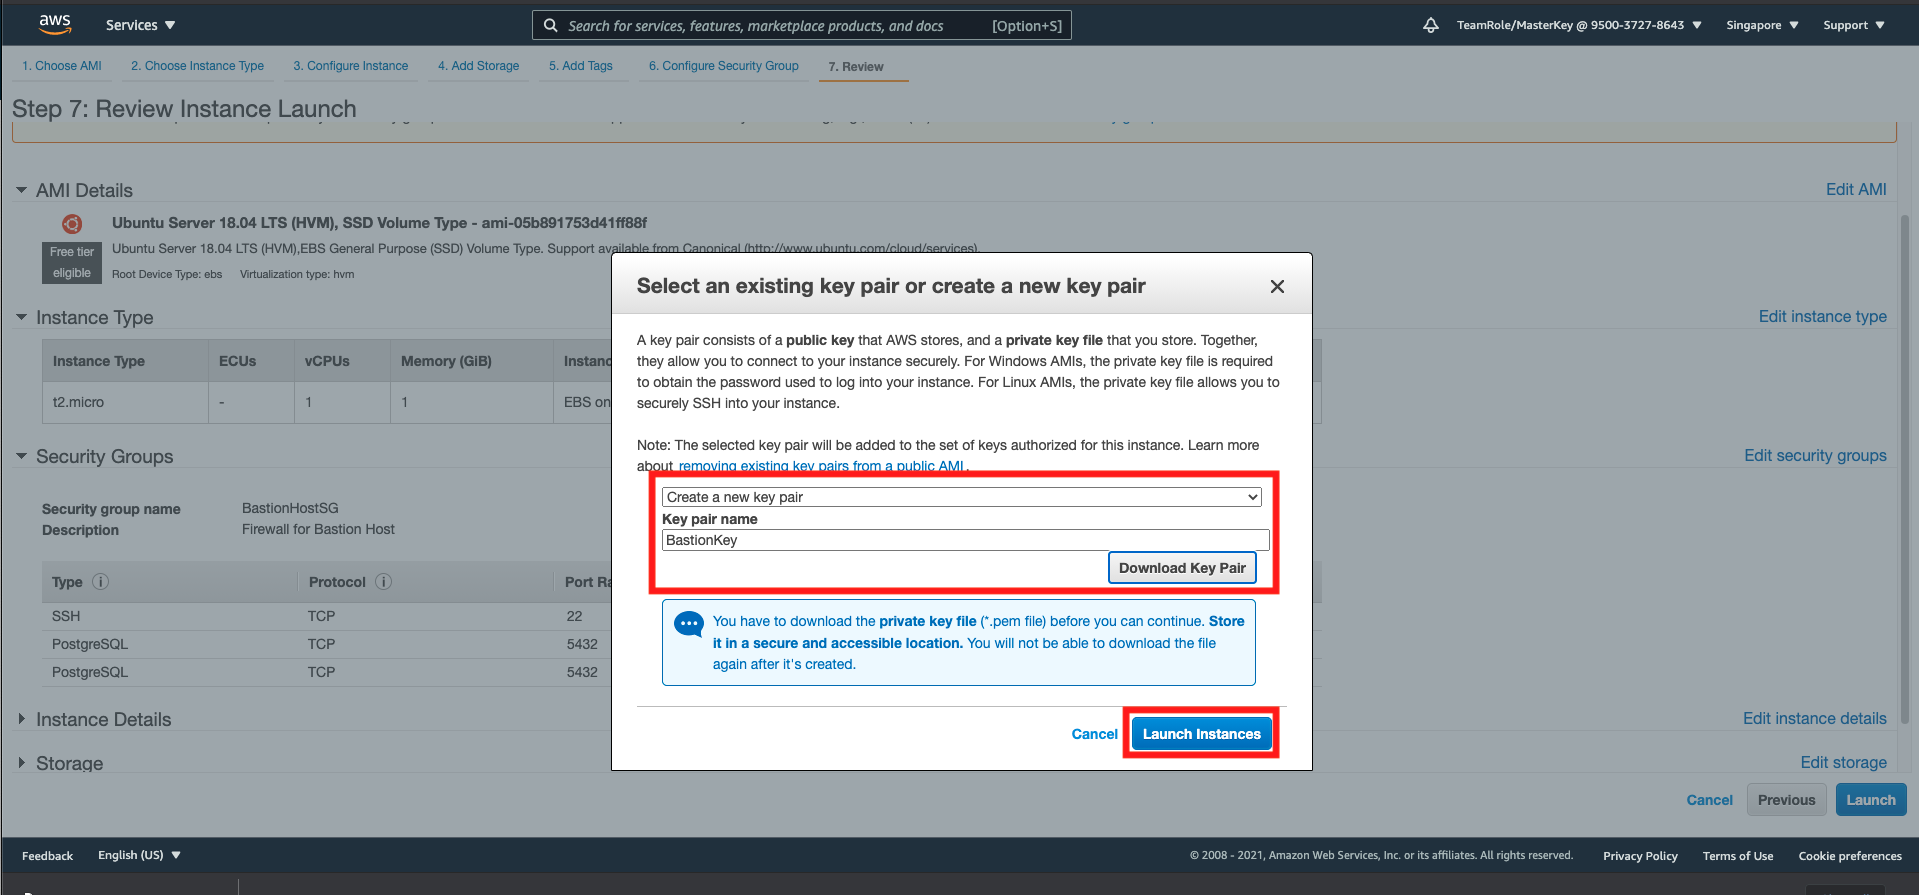 aws
Services
Search for services, features, marketplace products, and docs [Option+S]
TeamRole/MasterKey @ 9500-3727-8643
Singapore
Support
1. Choose AMI
2. Choose Instance Type
3. Configure Instance
4. Add Storage
5. Add Tags
6. Configure Security Group
7. Review
Step 7: Review Instance Launch
AMI Details
Edit AMI
Ubuntu Server 18.04 LTS (HVM), SSD Volume Type - ami-05b891753d41ff88f
Free tier
eligible
Ubuntu Server 18.04 LTS (HVM),EBS General Purpose (SSD) Volume Type. Support available from Canonical (http://www.ubuntu.com/cloud/services).
Root Device Type: ebs Virtualization type: hvm
Instance Type
Edit instance type
Instance Type ECUs vCPUs Memory (GiB) Instanc
t2.micro - 1 1 EBS on
Security Groups
Edit security groups
Security group name BastionHostSG
Description Firewall for Bastion Host
Type Protocol Port Ra
SSH TCP 22
PostgreSQL TCP 5432
PostgreSQL TCP 5432
Instance Details
Edit instance details
Storage
Edit storage
Select an existing key pair or create a new key pair
A key pair consists of a public key that AWS stores, and a private key file that you store. Together,
they allow you to connect to your instance securely. For Windows AMIs, the private key file is required
to obtain the password used to log into your instance. For Linux AMIs, the private key file allows you to
securely SSH into your instance.
Note: The selected key pair will be added to the set of keys authorized for this instance. Learn more
about removing existing key pairs from a public AMI.
Create a new key pair
Key pair name
BastionKey
Download Key Pair
You have to download the private key file (*.pem file) before you can continue. Store
it in a secure and accessible location. You will not be able to download the file
again after it's created.
Cancel
Launch Instances
Cancel
Previous
Launch
Feedback
English (US)
© 2008 - 2021, Amazon Web Services, Inc. or its affiliates. All rights reserved.
Privacy Policy
Terms of Use
Cookie preferences